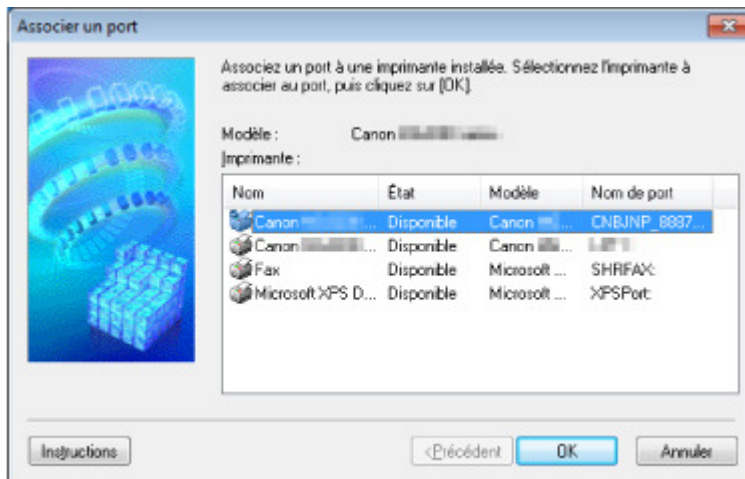 Associer un port
Associez un port à une imprimante installée. Sélectionnez l'imprimante à
associer au port, puis cliquez sur [OK].
Modèle : Canon
Imprimante :
Nom État Modèle Nom de port
Canon ... Disponible Canon ... CNBJNP_8887...
Canon ... Disponible Canon ...
Fax Disponible Microsoft ... SHRFAX:
Microsoft XPS D... Disponible Microsoft ... XPSPort:
Instructions <Précédent OK Annuler